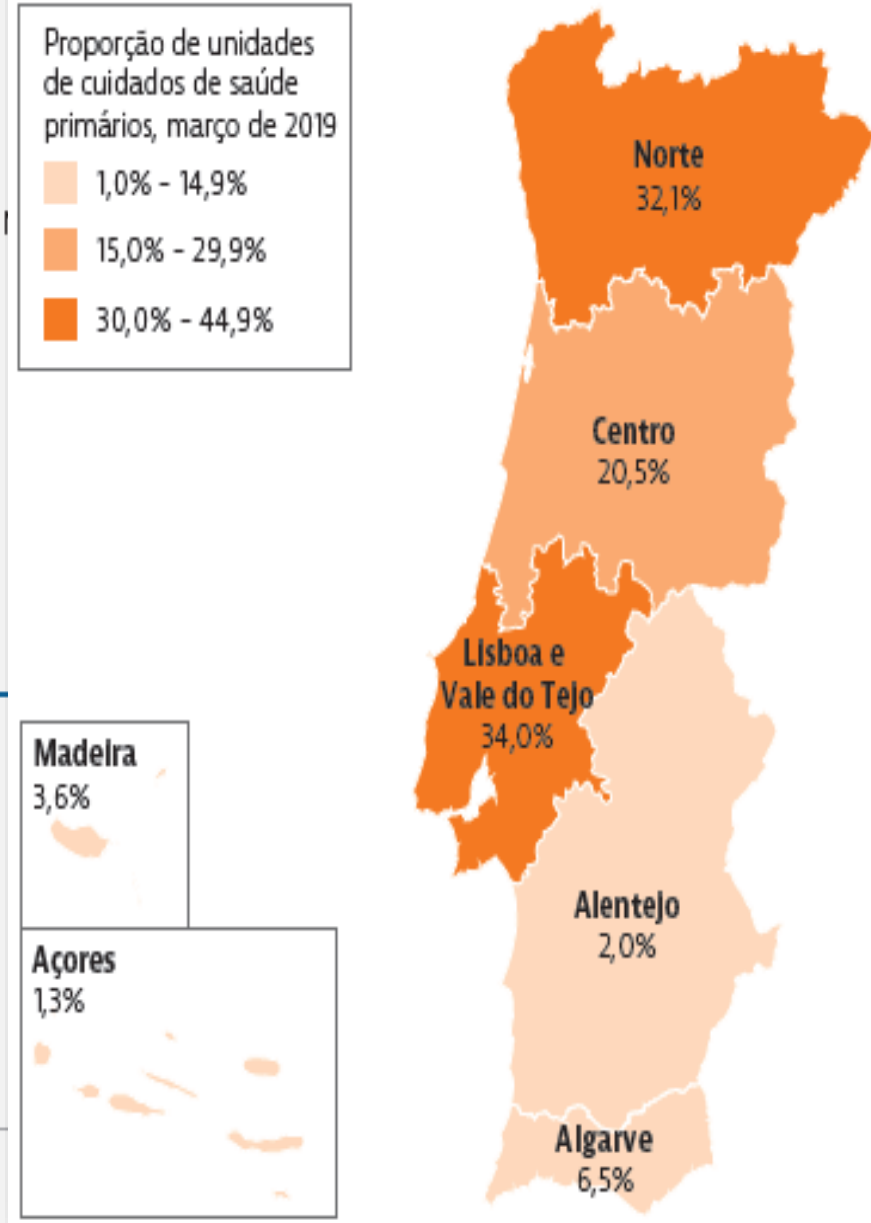 Proporção de unidades
de cuidados de saúde
primários, março de 2019
1,0% – 14,9%
15,0% – 29,9%
30,0% – 44,9%
Norte
32,1%
Centro
20,5%
Lisboa e
Vale do Tejo
34,0%
Madeira
3,6%
Açores
1,3%
Alentejo
2,0%
Algarve
6,5%